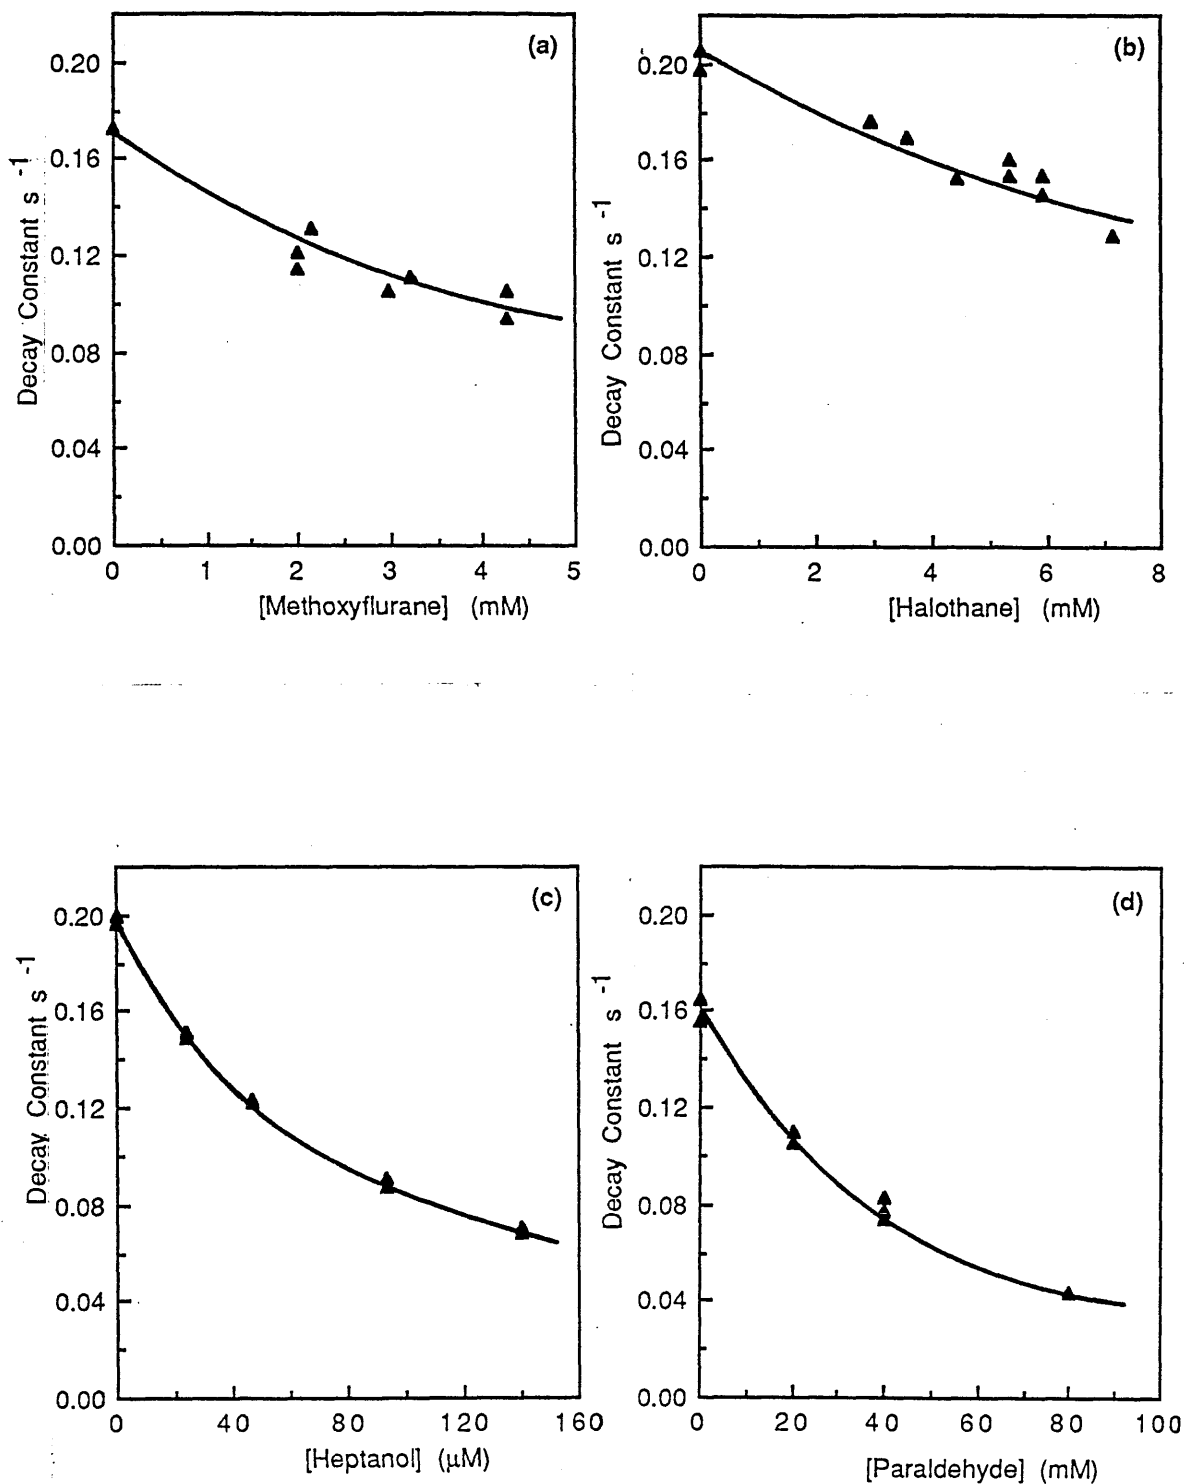 (a)
0.20
0.16
0.12
0.08
0.04
0.00
Decay Constant s -1
0 1 2 3 4 5
[Methoxyflurane] (mM)
(b)
0.20
0.16
0.12
0.08
0.04
0.00
Decay Constant s -1
0 2 4 6 8
[Halothane] (mM)
(c)
0.20
0.16
0.12
0.08
0.04
0.00
Decay Constant s -1
0 40 80 120 160
[Heptanol] (μM)
(d)
0.20
0.16
0.12
0.08
0.04
0.00
Decay Constant s -1
0 20 40 60 80 100
[Paraldehyde] (mM)